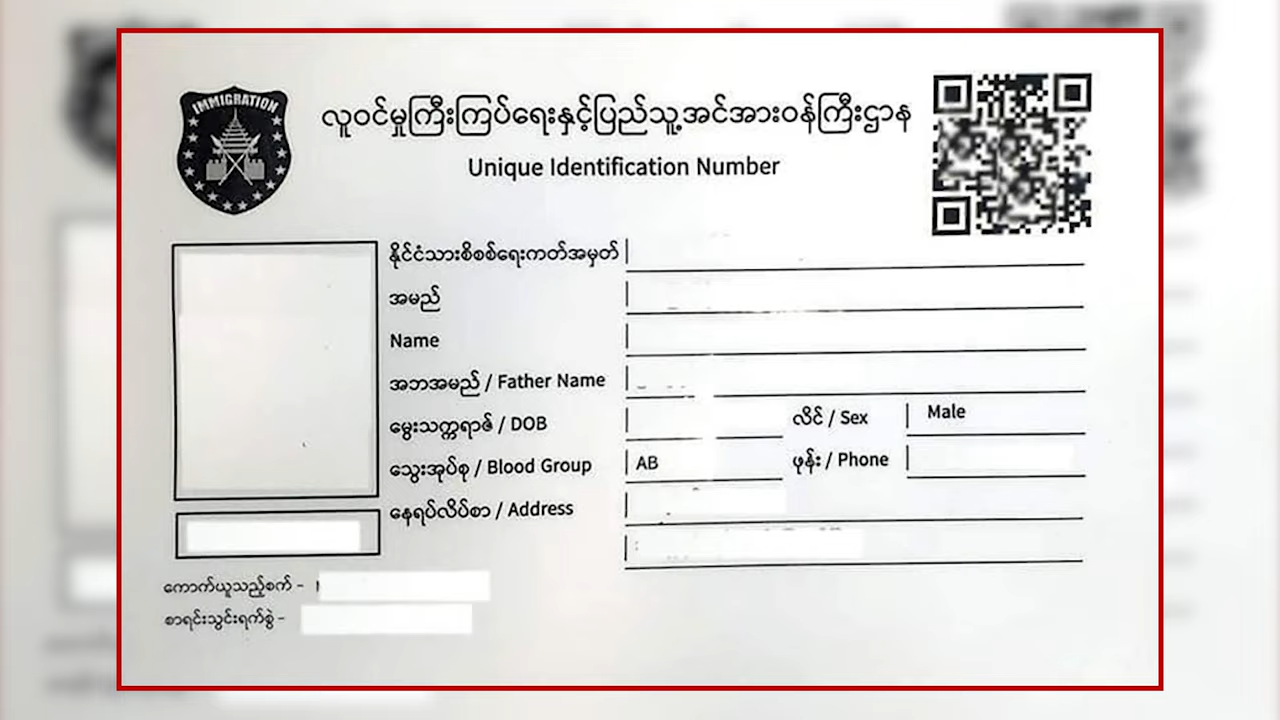 IMMIGRATION
လူဝင်မှုကြီးကြပ်ရေးနှင့်ပြည်သူ့အင်အားဝန်ကြီးဌာန
Unique Identification Number
နိုင်ငံသားစိစစ်ရေးကတ်အမှတ်
အမည်
Name
အဘအမည် / Father Name
မွေးသက္ကရာဇ် / DOB
လိင် / Sex Male
သွေးအုပ်စု / Blood Group AB
ဖုန်း / Phone
နေရပ်လိပ်စာ / Address
ကောက်ယူသည့်စက် -
စာရင်းသွင်းရက်စွဲ -